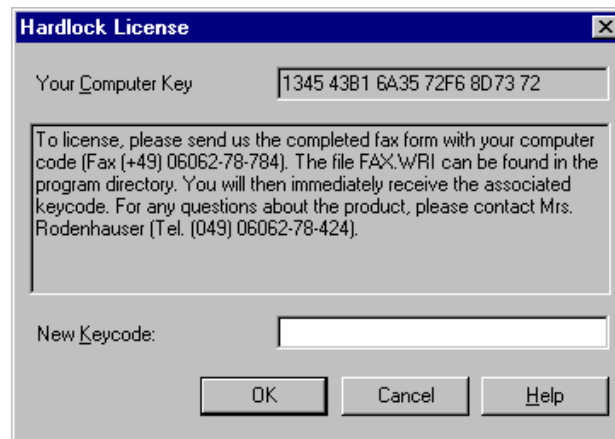 Hardlock License
Your Computer Key 1345 43B1 6A35 72F6 8D73 72
To license, please send us the completed fax form with your computer
code (Fax (+49) 06062-78-784). The file FAX.WRI can be found in the
program directory. You will then immediately receive the associated
keycode. For any questions about the product, please contact Mrs.
Rodenhauser (Tel. (049) 06062-78-424).
New Keycode:
OK Cancel Help